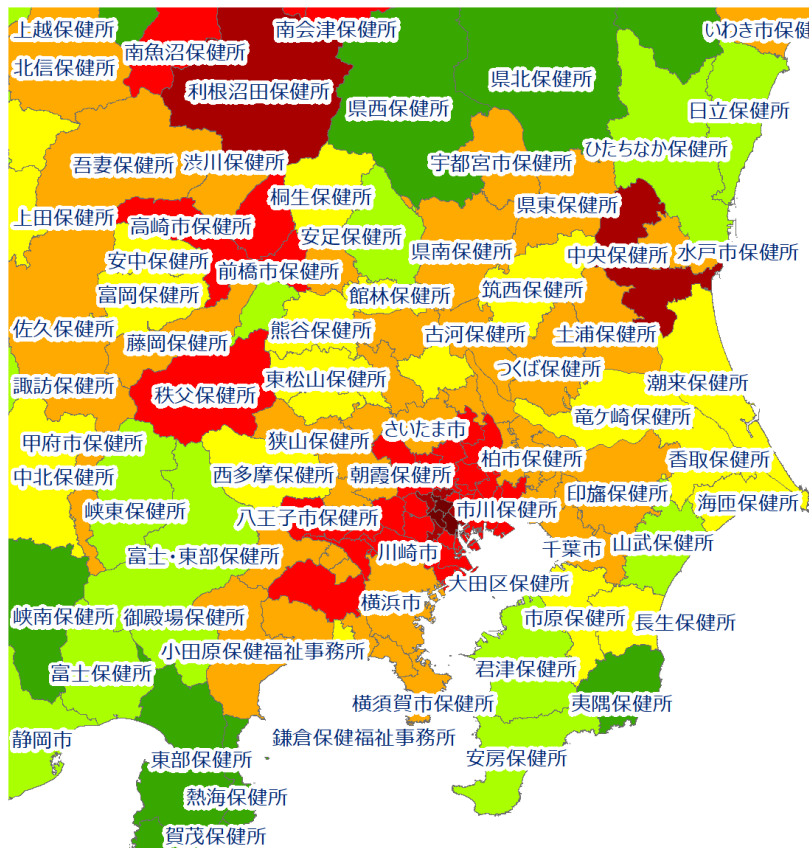 上越保健所
南会津保健所
いわき市保健
南魚沼保健所
北信保健所
県北保健所
利根沼田保健所
県西保健所
日立保健所
ひたちなか保健所
吾妻保健所
渋川保健所
宇都宮市保健所
桐生保健所
県東保健所
上田保健所
高崎市保健所
安足保健所
県南保健所
中央保健所
水戸市保健所
安中保健所
前橋市保健所
富岡保健所
館林保健所
筑西保健所
佐久保健所
熊谷保健所
古河保健所
土浦保健所
藤岡保健所
つくば保健所
諏訪保健所
秩父保健所
東松山保健所
潮来保健所
竜ケ崎保健所
さいたま市
甲府市保健所
狭山保健所
柏市保健所
香取保健所
中北保健所
西多摩保健所
朝霞保健所
印旛保健所
海匝保健所
峡東保健所
八王子市保健所
市川保健所
山武保健所
富士・東部保健所
川崎市
千葉市
大田区保健所
峡南保健所
御殿場保健所
横浜市
市原保健所
長生保健所
小田原保健福祉事務所
富士保健所
君津保健所
横須賀市保健所
夷隅保健所
静岡市
鎌倉保健福祉事務所
東部保健所
安房保健所
熱海保健所
賀茂保健所